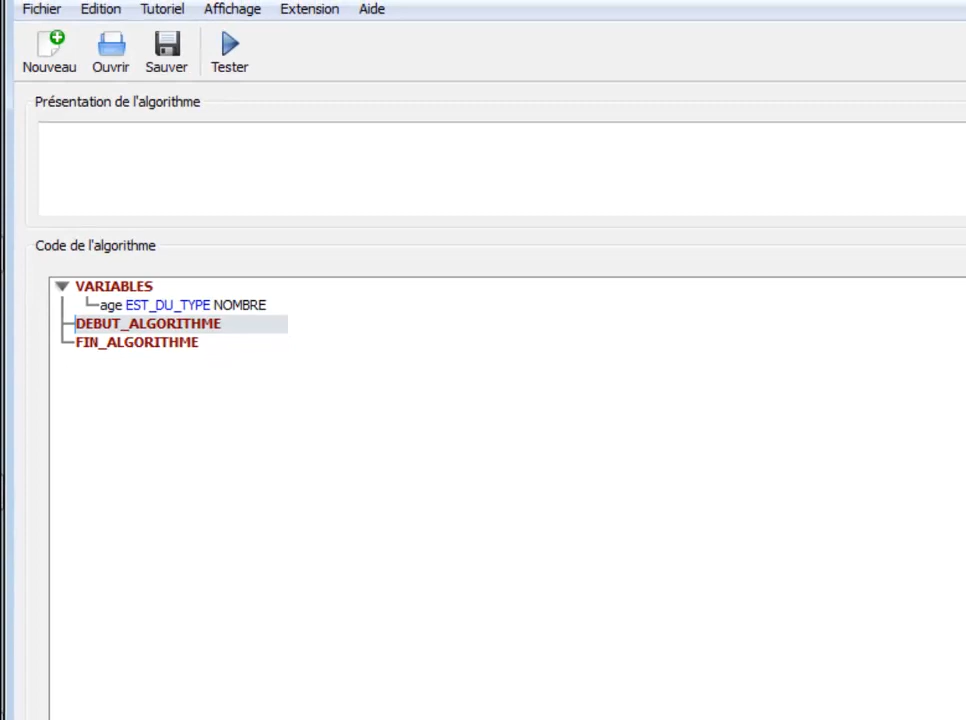 Fichier Edition Tutoriel Affichage Extension Aide
Nouveau Ouvrir Sauver Tester
Présentation de l'algorithme
Code de l'algorithme
VARIABLES
age EST_DU_TYPE NOMBRE
DEBUT_ALGORITHME
FIN_ALGORITHME